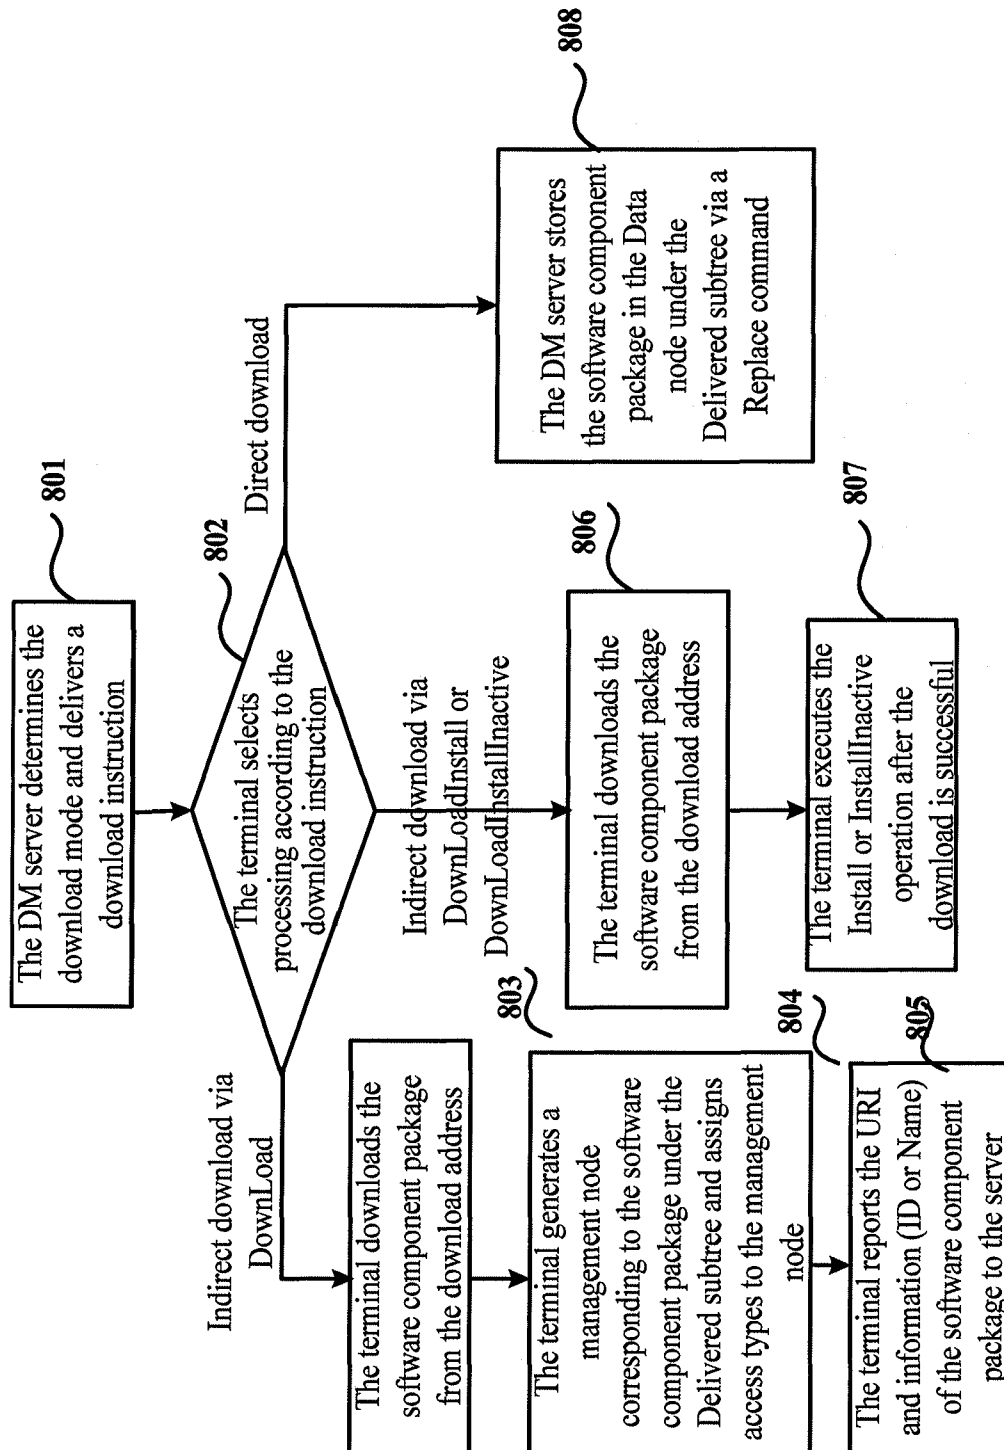 801
The DM server determines the
download mode and delivers a
download instruction
802
The terminal selects
processing according to the
download instruction
Indirect download via
DownLoad
Indirect download via
DownLoadInstall or
DownLoadInstallInactive
Direct download
803
The terminal downloads the
software component package
from the download address
804
The terminal generates a
management node
corresponding to the software
component package under the
Delivered subtree and assigns
access types to the management
node
805
The terminal reports the URI
and information (ID or Name)
of the software component
package to the server
806
The terminal downloads the
software component package
from the download address
807
The terminal executes the
Install or InstallInactive
operation after the
download is successful
808
The DM server stores
the software component
package in the Data
node under the
Delivered subtree via a
Replace command